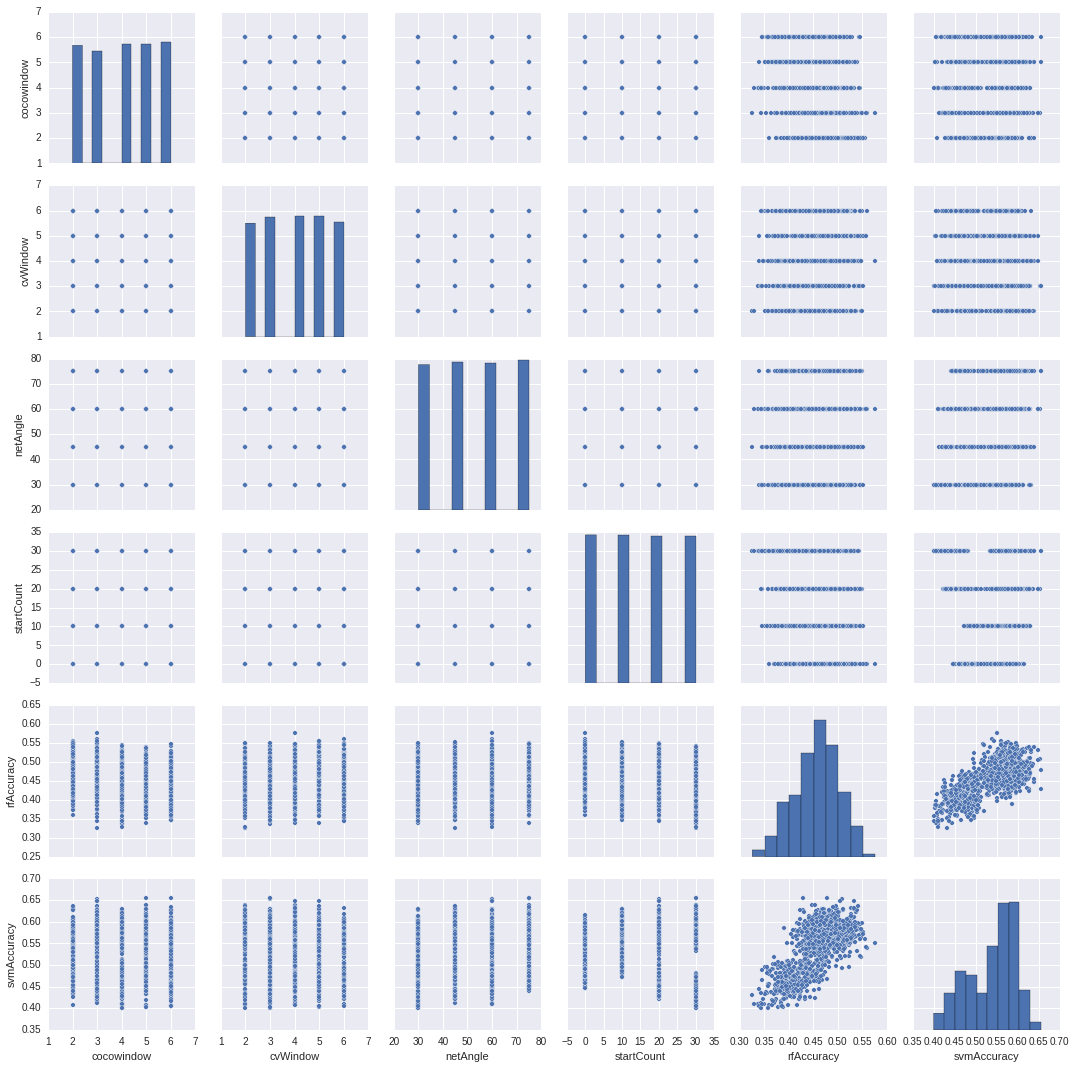 7
6
5
4
3
2
1
cocowindow
7
6
5
4
3
2
1
cvWindow
80
70
60
50
40
30
20
netAngle
35
30
25
20
15
10
5
0
−5
startCount
0.65
0.60
0.55
0.50
0.45
0.40
0.35
0.30
0.25
rfAccuracy
0.70
0.65
0.60
0.55
0.50
0.45
0.40
0.35
svmAccuracy
1 2 3 4 5 6 7
cocowindow
1 2 3 4 5 6 7
cvWindow
20 30 40 50 60 70 80
netAngle
−5 0 5 10 15 20 25 30 35
startCount
0.30 0.35 0.40 0.45 0.50 0.55 0.60
rfAccuracy
0.35 0.40 0.45 0.50 0.55 0.60 0.65 0.70
svmAccuracy